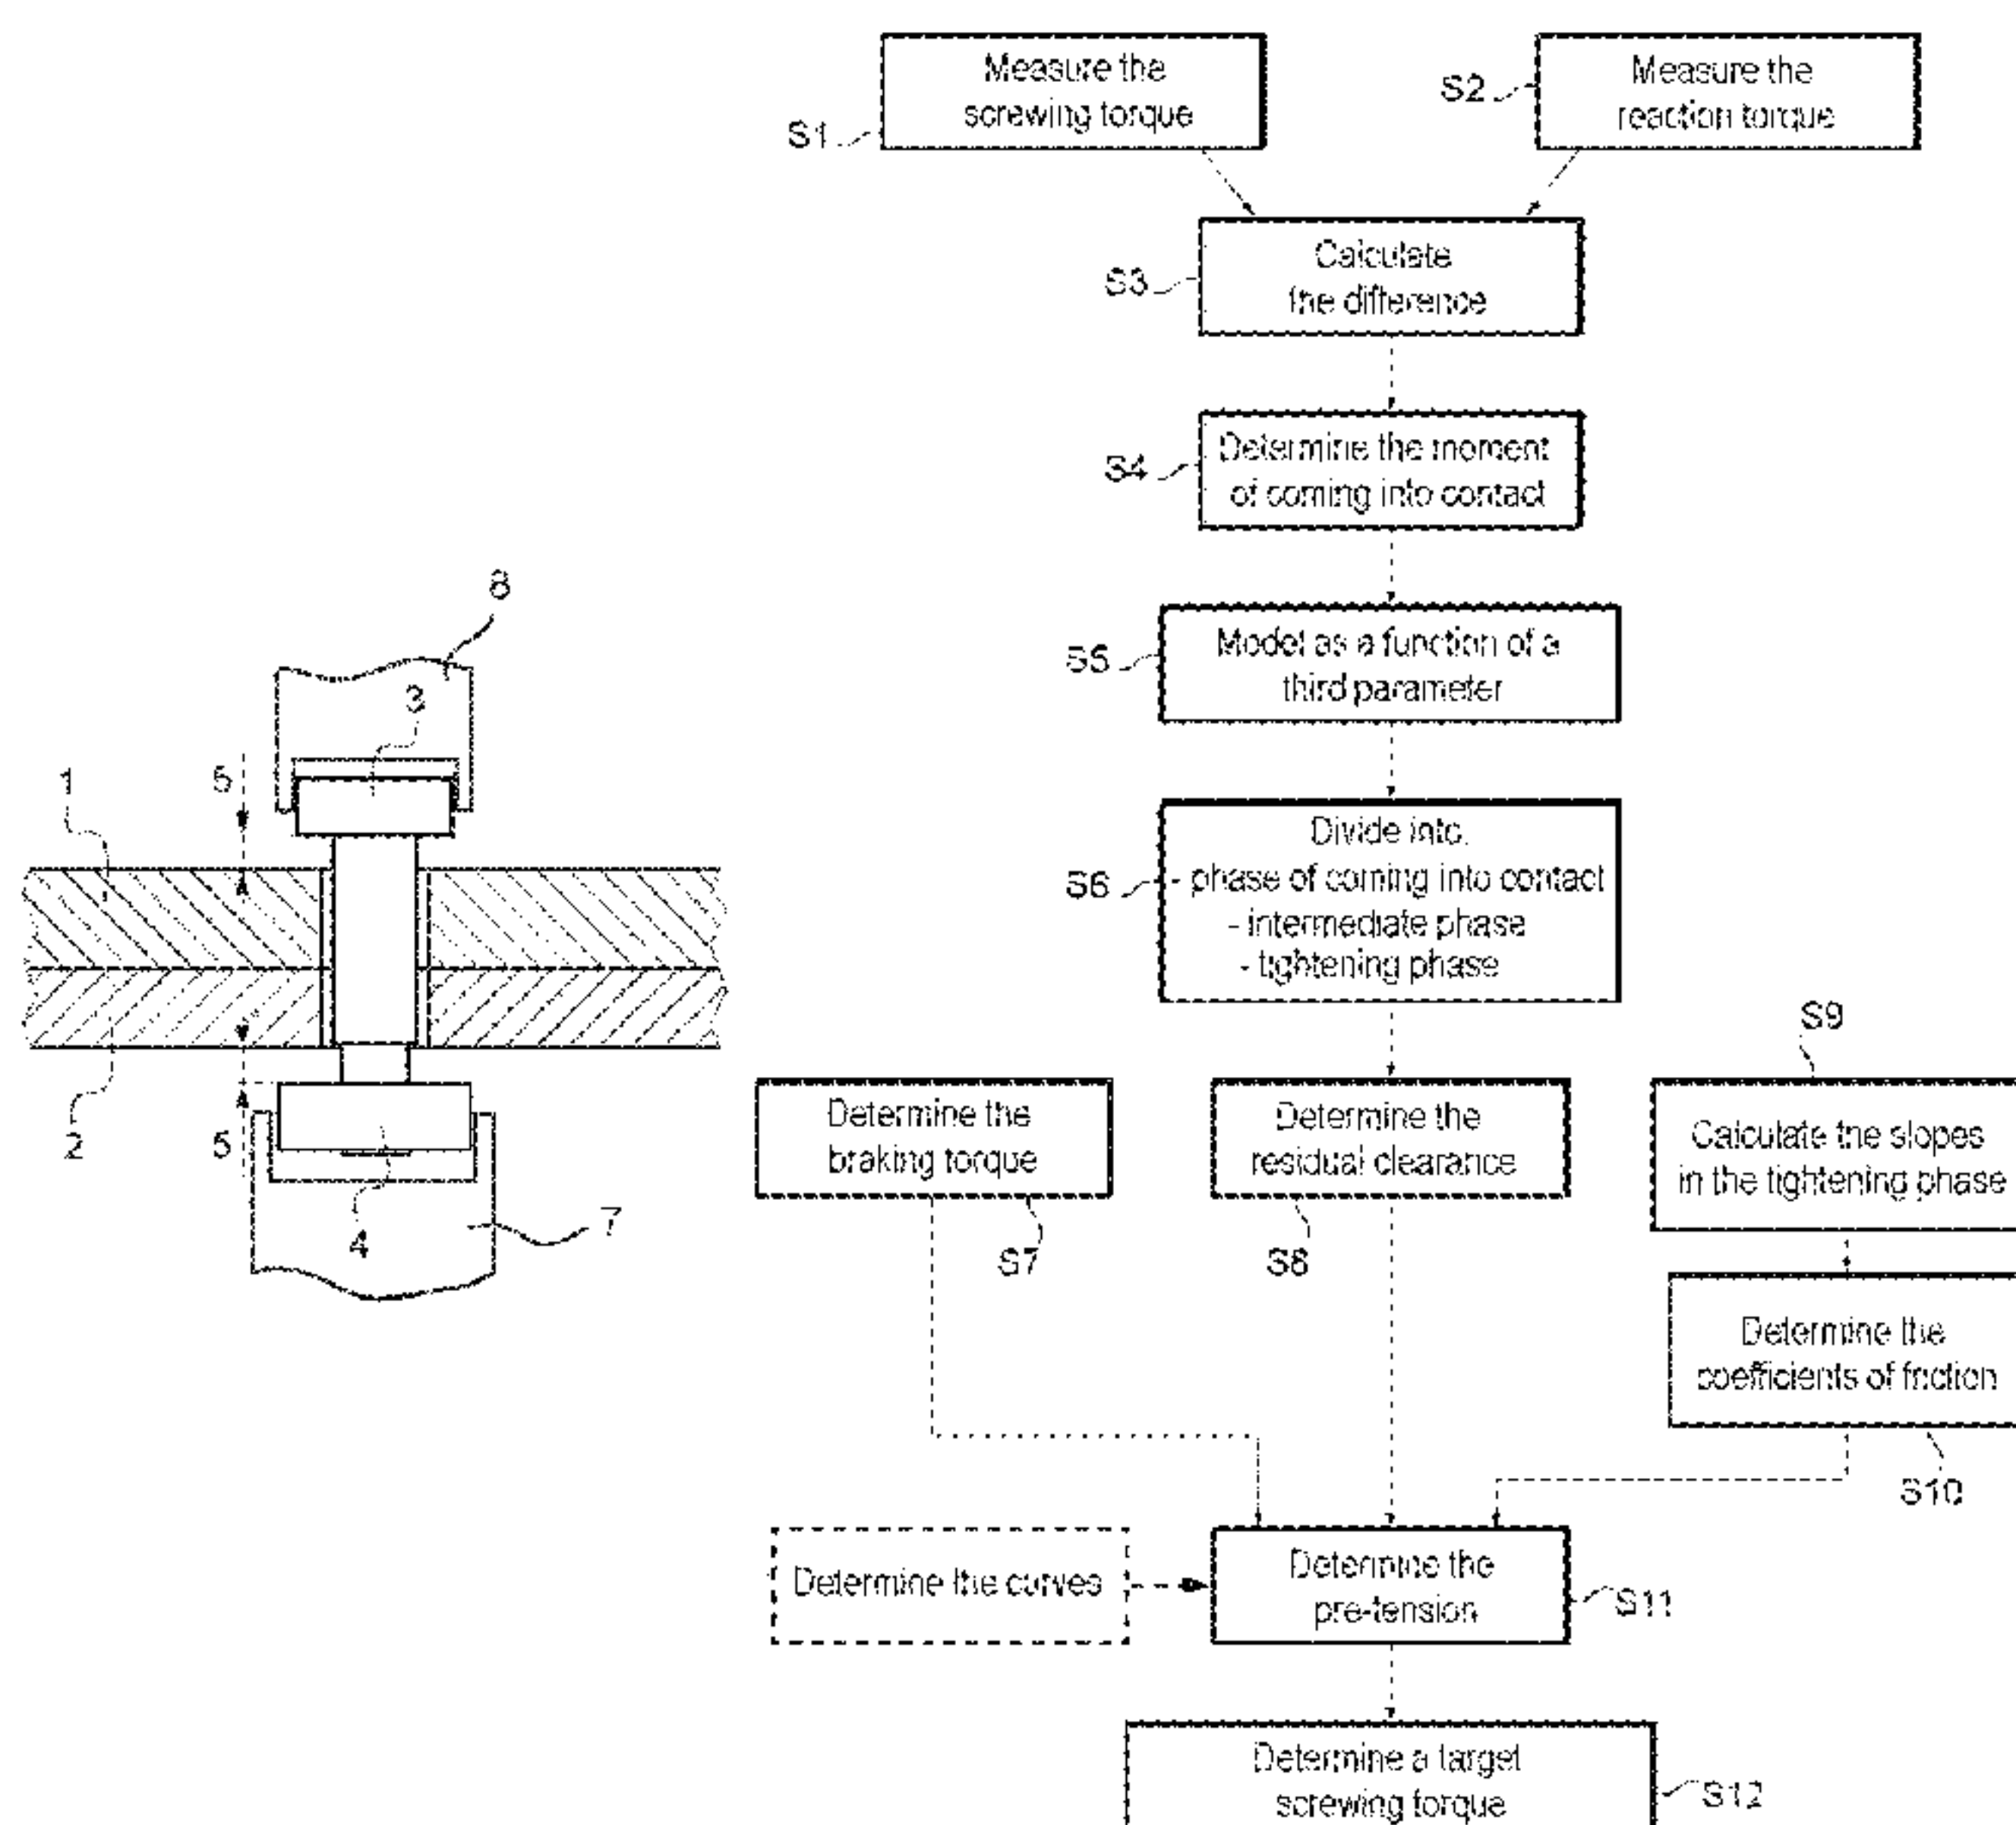 Measure the
screwing torque
S1
Measure the
reaction torque
S2
Calculate
the difference
S3
Determine the moment
of coming into contact
S4
Model as a function of a
third parameter
S5
Divide into:
- phase of coming into contact
- intermediate phase
- tightening phase
S6
8
3
5
1
2
5
4
7
Determine the
braking torque
S7
Determine the
residual clearance
S8
S9
Calculate the slopes
in the tightening phase
Determine the
coefficients of friction
S10
Determine the curves
Determine the
pre-tension
S11
Determine a target
screwing torque
S12